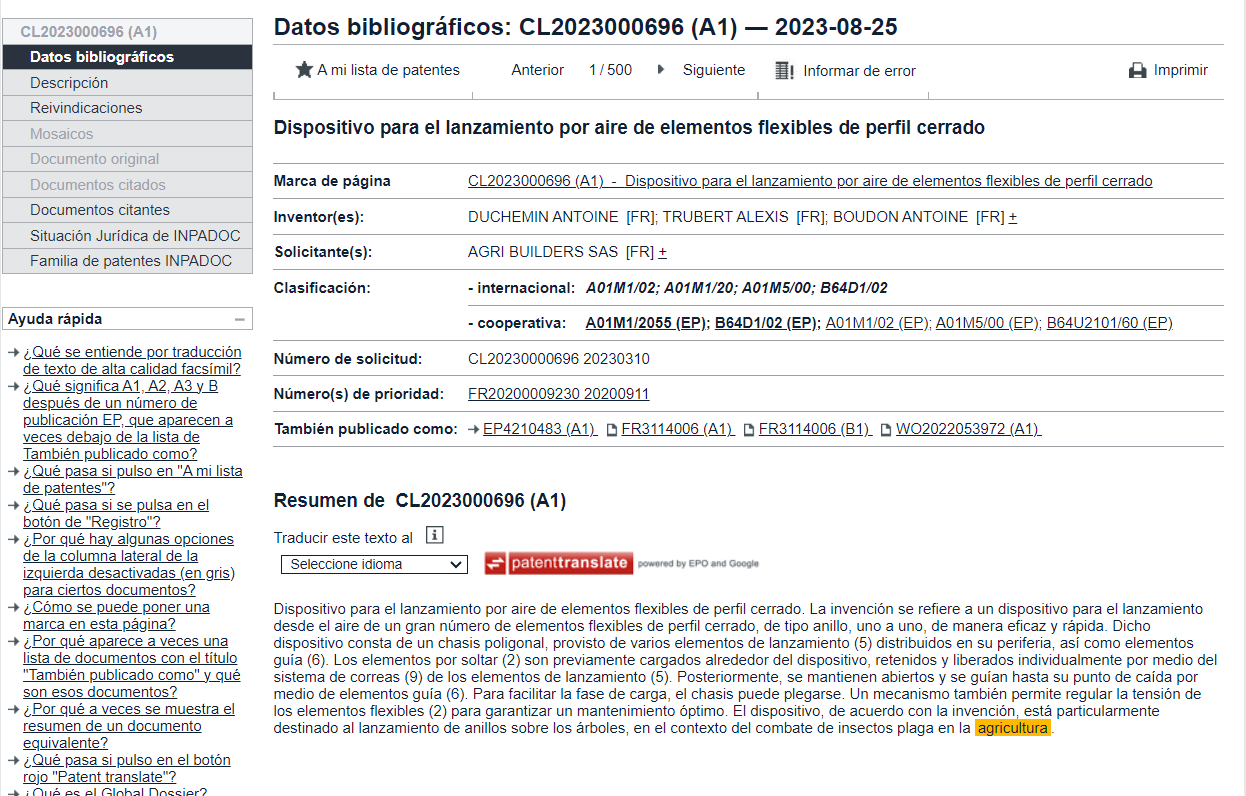 CL2023000696 (A1)
Datos bibliográficos
Descripción
Reivindicaciones
Mosaicos
Documento original
Documentos citados
Documentos citantes
Situación Jurídica de INPADOC
Familia de patentes INPADOC
Ayuda rápida
¿Qué se entiende por traducción
de texto de alta calidad facsímil?
¿Qué significa A1, A2, A3 y B
después de un número de
publicación EP, que aparecen a
veces debajo de la lista de
También publicado como?
¿Qué pasa si pulso en "A mi lista
de patentes"?
¿Qué pasa si se pulsa en el
botón de "Registro"?
¿Por qué hay algunas opciones
de la columna lateral de la
izquierda desactivadas (en gris)
para ciertos documentos?
¿Cómo se puede poner una
marca en esta página?
¿Por qué aparece a veces una
lista de documentos con el título
"También publicado como" y qué
son esos documentos?
¿Por qué a veces se muestra el
resumen de un documento
equivalente?
¿Qué pasa si pulso en el botón
rojo "Patent translate"?
¿Qué es el Global Dossier?
Datos bibliográficos: CL2023000696 (A1) — 2023-08-25
A mi lista de patentes Anterior 1 / 500 Siguiente Informar de error Imprimir
Dispositivo para el lanzamiento por aire de elementos flexibles de perfil cerrado
Marca de página CL2023000696 (A1) - Dispositivo para el lanzamiento por aire de elementos flexibles de perfil cerrado
Inventor(es): DUCHEMIN ANTOINE [FR]; TRUBERT ALEXIS [FR]; BOUDON ANTOINE [FR] +
Solicitante(s): AGRI BUILDERS SAS [FR] +
Clasificación: - internacional: A01M1/02; A01M1/20; A01M5/00; B64D1/02
- cooperativa: A01M1/2055 (EP); B64D1/02 (EP); A01M1/02 (EP); A01M5/00 (EP); B64U2101/60 (EP)
Número de solicitud: CL20230000696 20230310
Número(s) de prioridad: FR20200009230 20200911
También publicado como: EP4210483 (A1) FR3114006 (A1) FR3114006 (B1) WO2022053972 (A1)
Resumen de CL2023000696 (A1)
Traducir este texto al i
Seleccione idioma patenttranslate powered by EPO and Google
Dispositivo para el lanzamiento por aire de elementos flexibles de perfil cerrado. La invención se refiere a un dispositivo para el lanzamiento
desde el aire de un gran número de elementos flexibles de perfil cerrado, de tipo anillo, uno a uno, de manera eficaz y rápida. Dicho
dispositivo consta de un chasis poligonal, provisto de varios elementos de lanzamiento (5) distribuidos en su periferia, así como elementos
guía (6). Los elementos por soltar (2) son previamente cargados alrededor del dispositivo, retenidos y liberados individualmente por medio del
sistema de correas (9) de los elementos de lanzamiento (5). Posteriormente, se mantienen abiertos y se guían hasta su punto de caída por
medio de elementos guía (6). Para facilitar la fase de carga, el chasis puede plegarse. Un mecanismo también permite regular la tensión de
los elementos flexibles (2) para garantizar un mantenimiento óptimo. El dispositivo, de acuerdo con la invención, está particularmente
destinado al lanzamiento de anillos sobre los árboles, en el contexto del combate de insectos plaga en la agricultura.